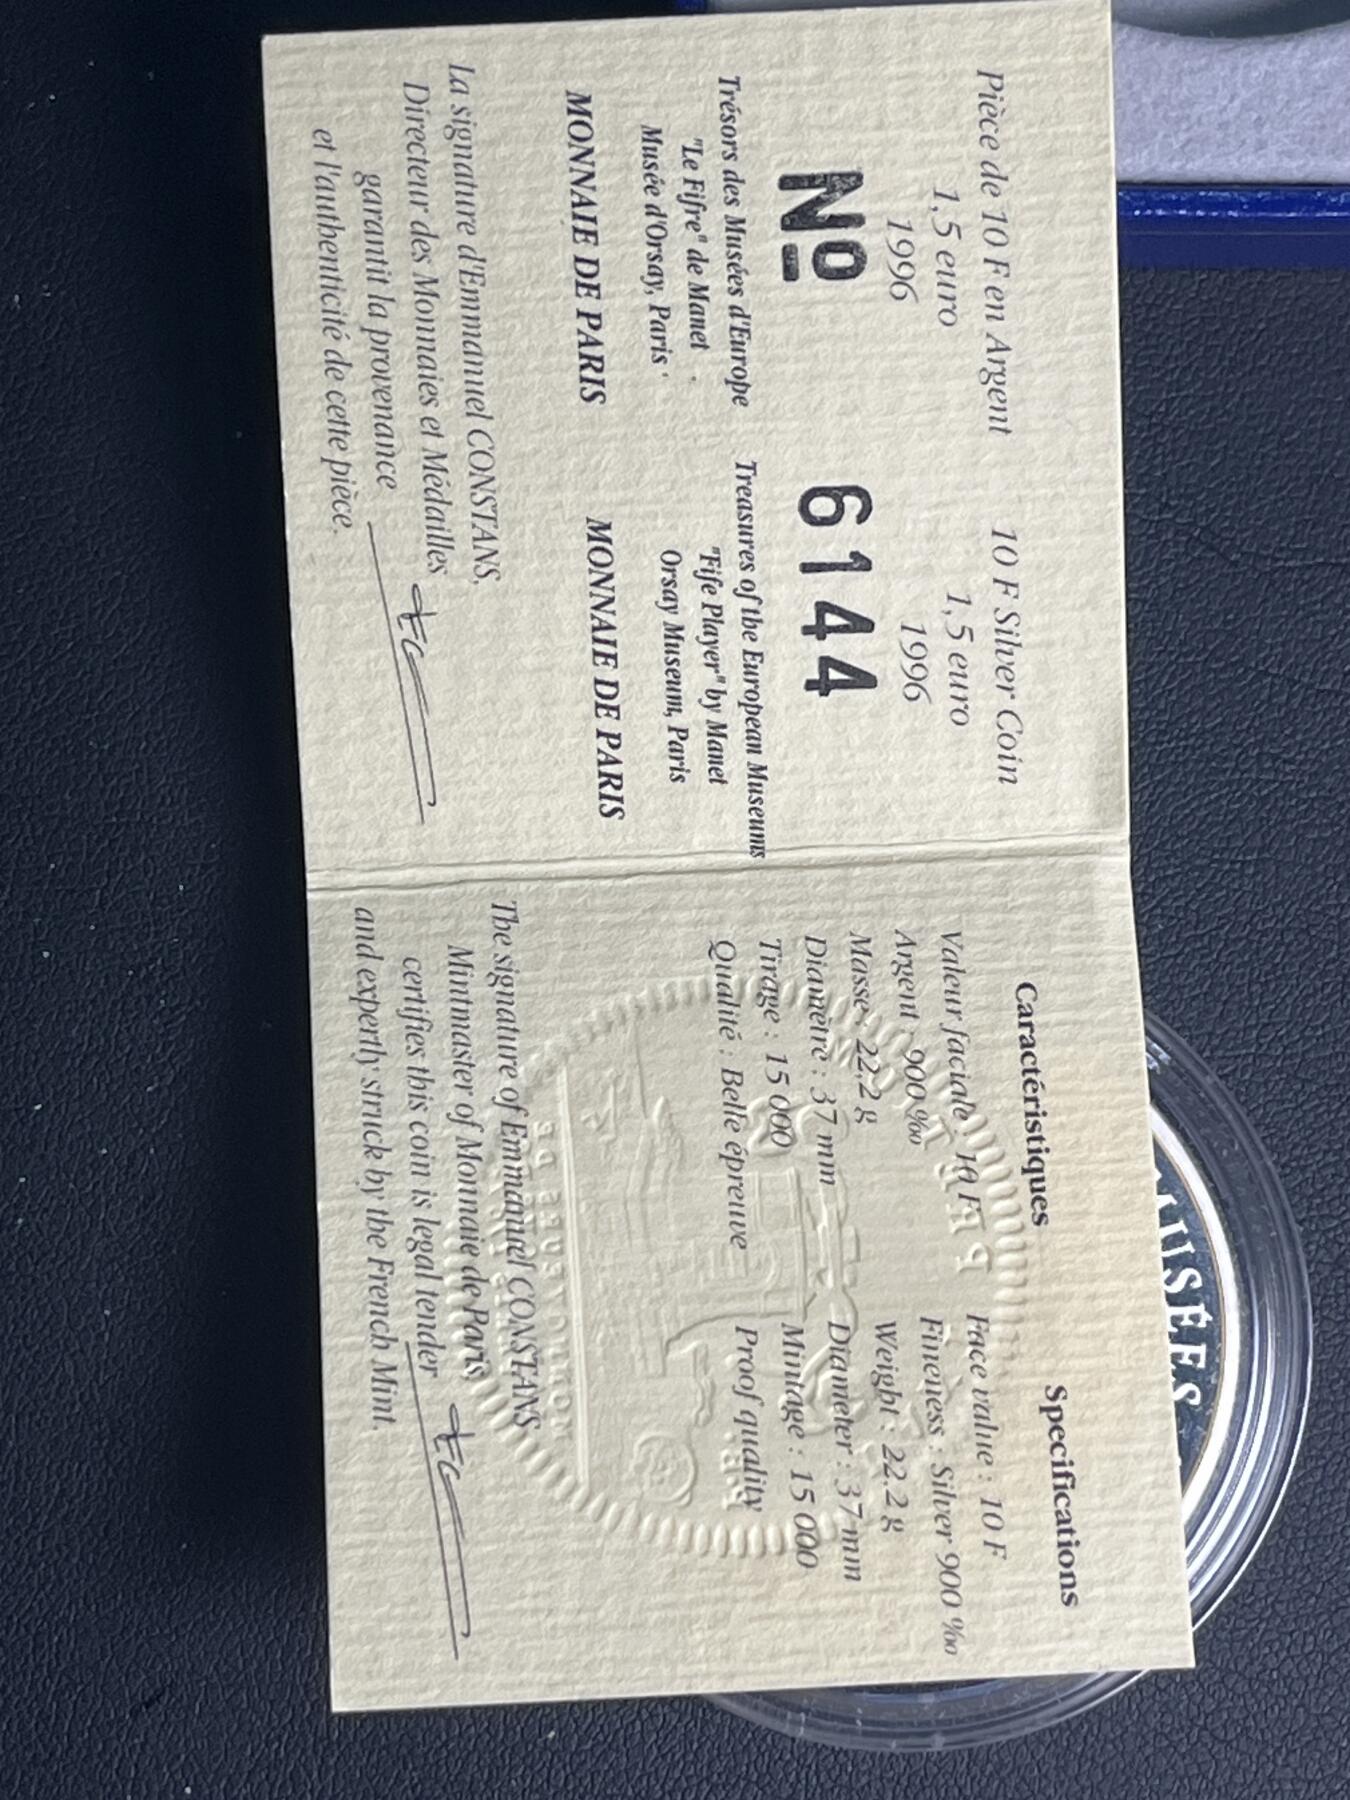 Pièce de 10 F en Argent
1,5 euro
1996
10 F Silver Coin
1,5 euro
1996
No 6144
Trésors des Musées d'Europe
"Le Fifre" de Manet
Musée d'Orsay, Paris
MONNAIE DE PARIS
Treasures of the European Museums
"Fife Player" by Manet
Orsay Museum, Paris
MONNAIE DE PARIS
La signature d'Emmanuel CONSTANS,
Directeur des Monnaies et Médailles
garantit la provenance
et l'authenticité de cette pièce.
Caractéristiques
Valeur faciale : 10 F
Argent : 900 ‰
Masse : 22,2 g
Diamètre : 37 mm
Tirage : 15 000
Qualité : Belle épreuve
Specifications
Face value : 10 F
Fineness : Silver 900 ‰
Weight : 22.2 g
Diameter : 37 mm
Mintage : 15 000
Proof quality
The signature of Emmanuel CONSTANS
Mintmaster of Monnaie de Paris,
certifies this coin is legal tender
and expertly struck by the French Mint.
MUSÉES